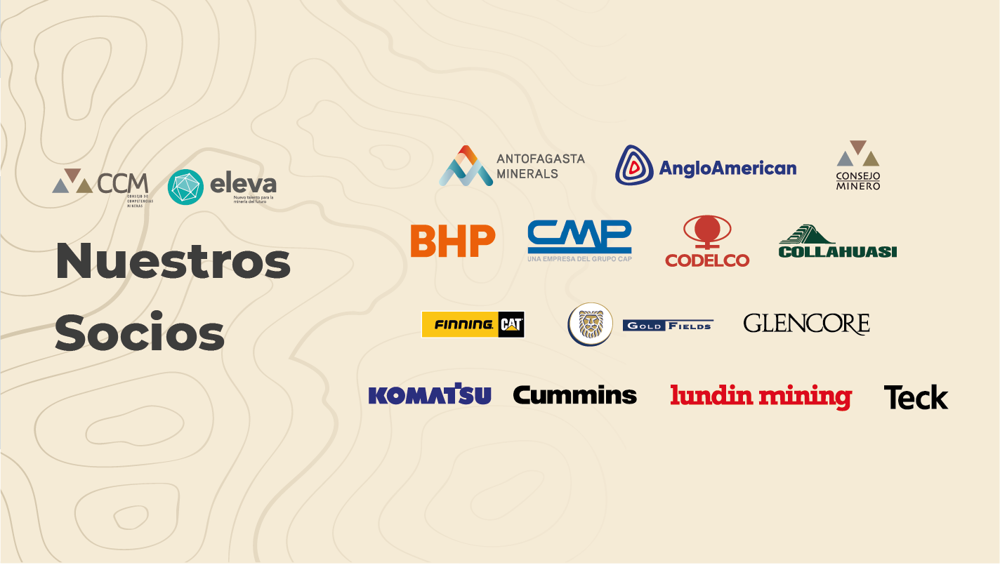 CCM
CONSEJO DE
COMPETENCIAS
MINERAS
eleva
Nuevo talento para la
minería del futuro
Nuestros
Socios
ANTOFAGASTA
MINERALS
AngloAmerican
CONSEJO
MINERO
BHP
CMP
UNA EMPRESA DEL GRUPO CAP
CODELCO
COLLAHUASI
FINNING CAT
GOLD FIELDS
GLENCORE
KOMATSU
Cummins
lundin mining
Teck